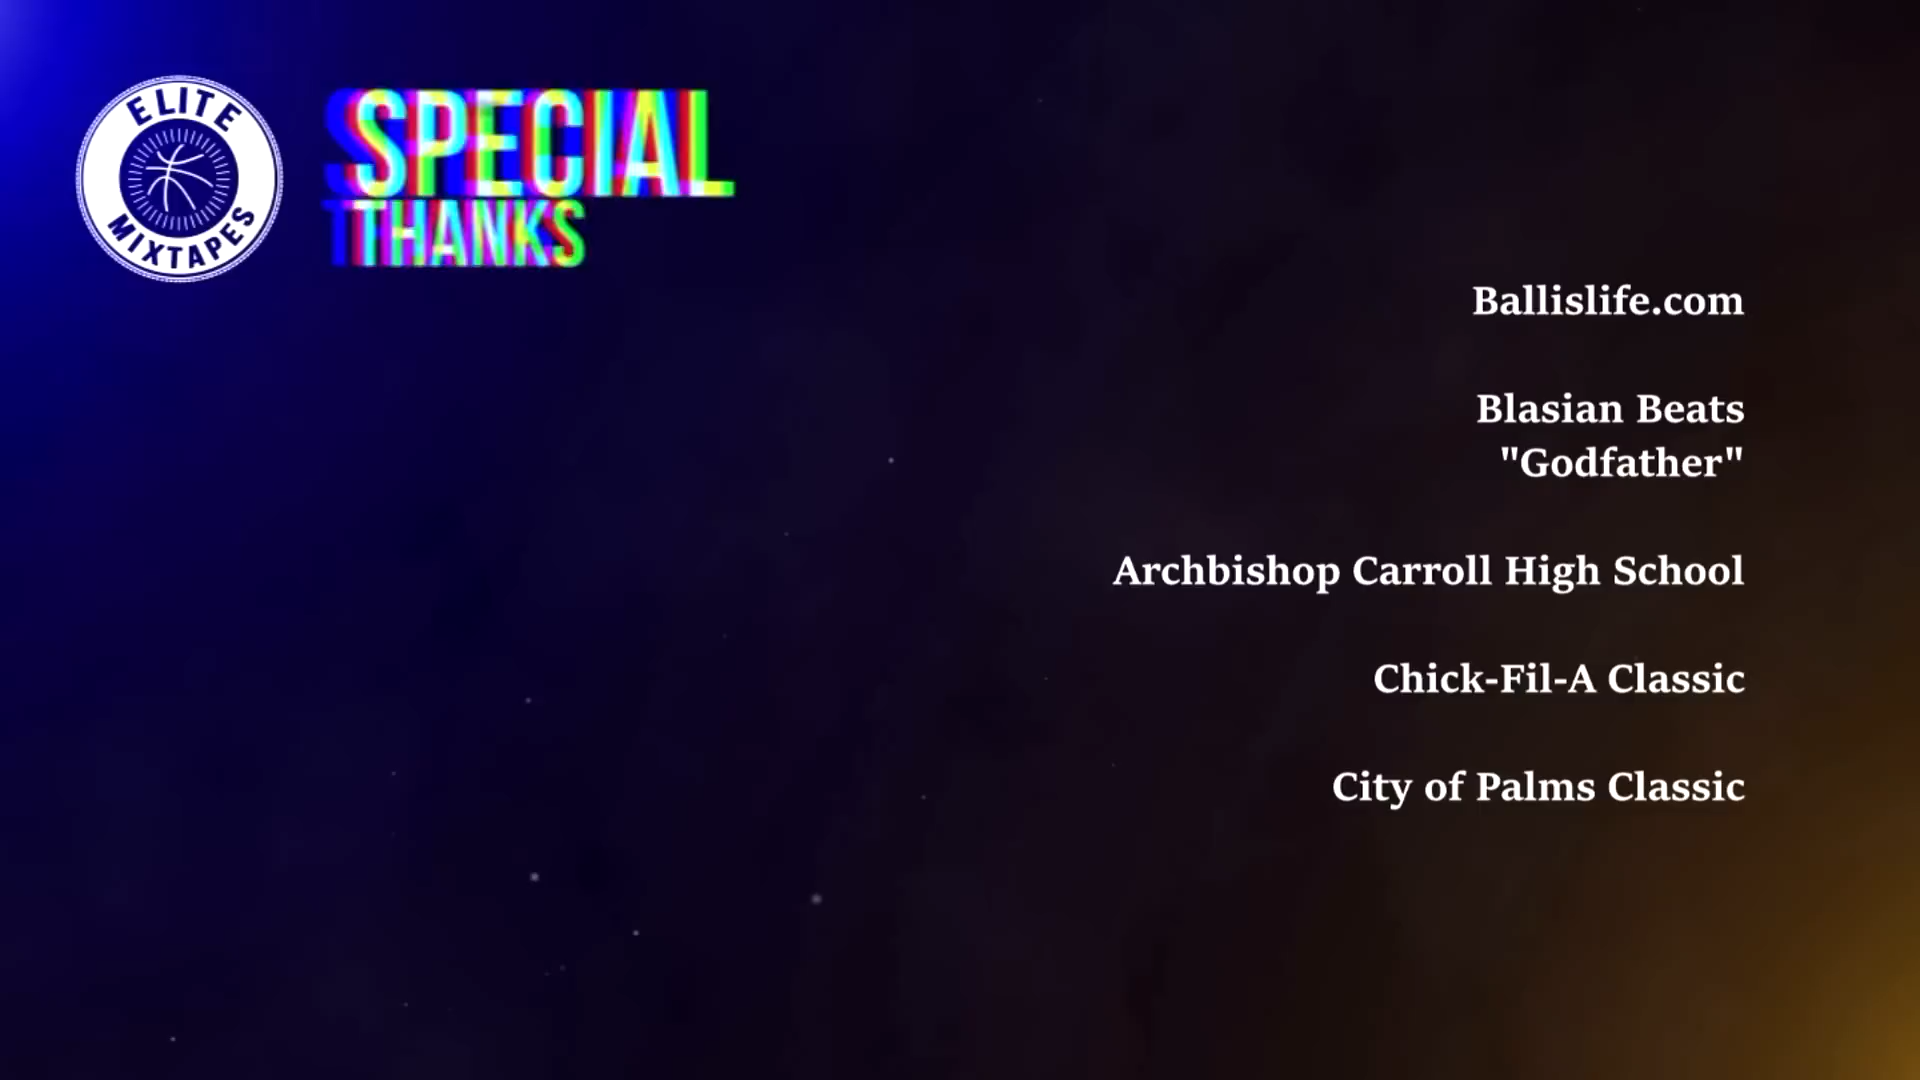 ELITE
MIXTAPES
SPECIAL
THANKS
Ballislife.com
Blasian Beats
"Godfather"
Archbishop Carroll High School
Chick-Fil-A Classic
City of Palms Classic